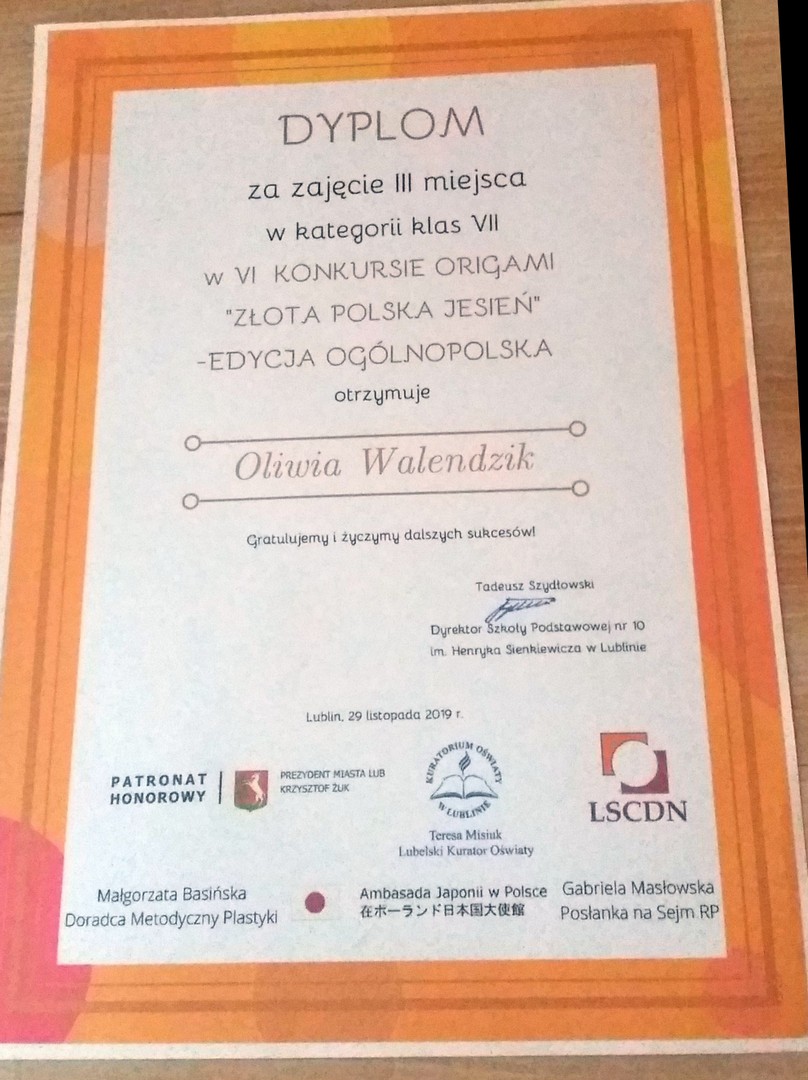 DYPLOM
za zajęcie III miejsca
w kategorii klas VII
w VI KONKURSIE ORIGAMI
"ZŁOTA POLSKA JESIEŃ"
-EDYCJA OGÓLNOPOLSKA
otrzymuje
Oliwia Walendzik
Gratulujemy i życzymy dalszych sukcesów!
Tadeusz Szydłowski
Dyrektor Szkoły Podstawowej nr 10
im. Henryka Sienkiewicza w Lublinie
Lublin, 29 listopada 2019 r.
PATRONAT
HONOROWY
PREZYDENT MIASTA LUB
KRZYSZTOF ŻUK
KURATORIUM OŚWIATY
W LUBLINIE
Teresa Misiuk
Lubelski Kurator Oświaty
LSCDN
Małgorzata Basińska
Doradca Metodyczny Plastyki
Ambasada Japonii w Polsce
在ポーランド日本国大使館
Gabriela Masłowska
Posłanka na Sejm RP